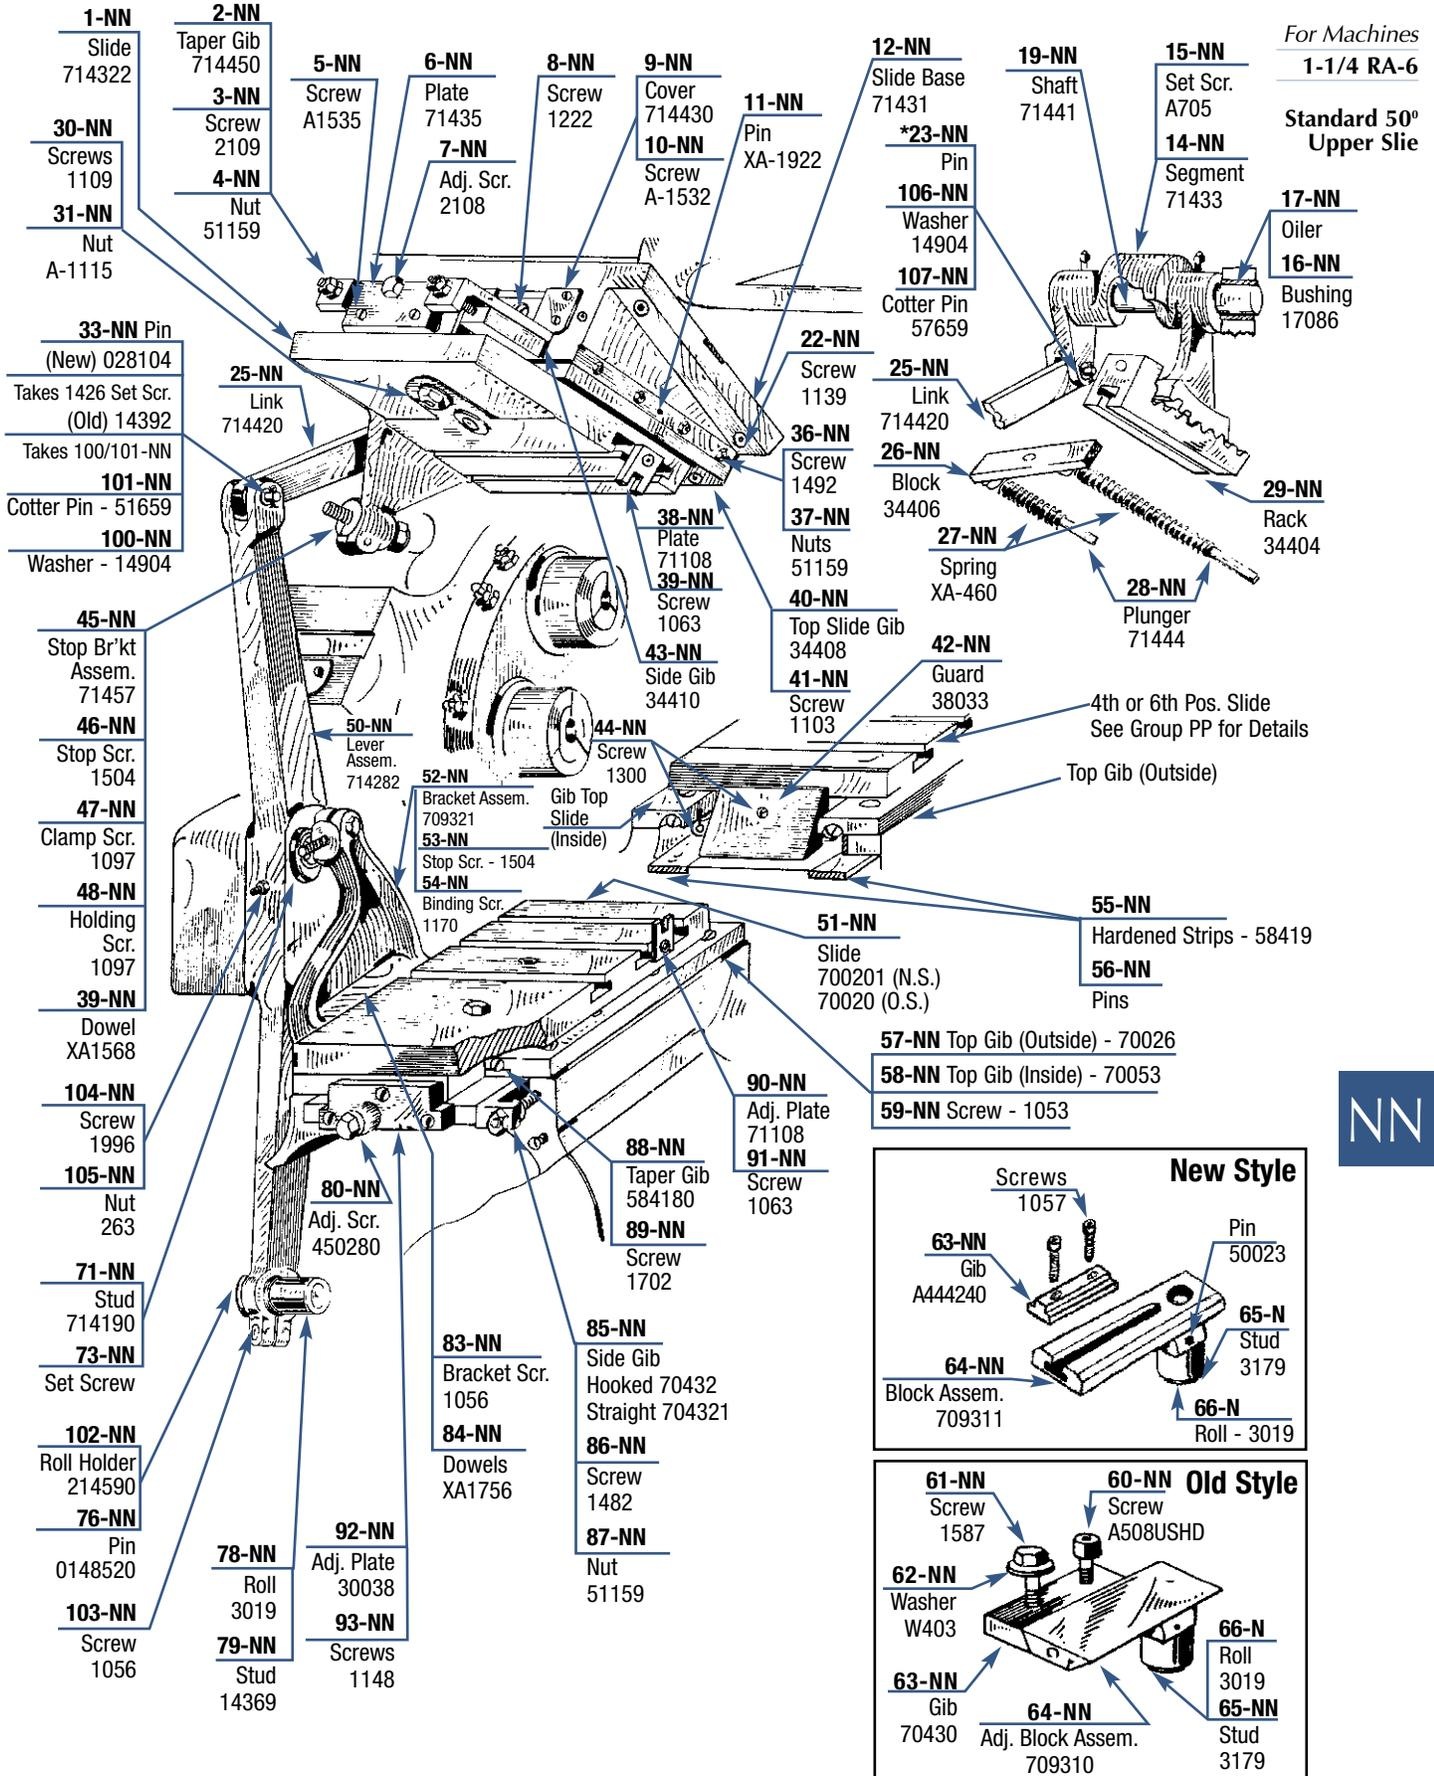 For Machines
1-1/4 RA-6
Standard 50º
Upper Slie
1-NN
Slide
714322
2-NN
Taper Gib
714450
3-NN
Screw
2109
4-NN
Nut
51159
5-NN
Screw
A1535
6-NN
Plate
71435
7-NN
Adj. Scr.
2108
8-NN
Screw
1222
9-NN
Cover
714430
10-NN
Screw
A-1532
11-NN
Pin
XA-1922
12-NN
Slide Base
71431
*23-NN
Pin
106-NN
Washer
14904
107-NN
Cotter Pin
57659
19-NN
Shaft
71441
15-NN
Set Scr.
A705
14-NN
Segment
71433
17-NN
Oiler
16-NN
Bushing
17086
30-NN
Screws
1109
31-NN
Nut
A-1115
33-NN Pin
(New) 028104
Takes 1426 Set Scr.
(Old) 14392
Takes 100/101-NN
101-NN
Cotter Pin - 51659
100-NN
Washer - 14904
25-NN
Link
714420
22-NN
Screw
1139
36-NN
Screw
1492
37-NN
Nuts
51159
25-NN
Link
714420
26-NN
Block
34406
27-NN
Spring
XA-460
28-NN
Plunger
71444
29-NN
Rack
34404
38-NN
Plate
71108
39-NN
Screw
1063
40-NN
Top Slide Gib
34408
41-NN
Screw
1103
42-NN
Guard
38033
43-NN
Side Gib
34410
44-NN
Screw
1300
4th or 6th Pos. Slide
See Group PP for Details
Top Gib (Outside)
Gib Top
Slide
(Inside)
45-NN
Stop Br'kt
Assem.
71457
46-NN
Stop Scr.
1504
47-NN
Clamp Scr.
1097
48-NN
Holding
Scr.
1097
39-NN
Dowel
XA1568
50-NN
Lever
Assem.
714282
52-NN
Bracket Assem.
709321
53-NN
Stop Scr. - 1504
54-NN
Binding Scr.
1170
51-NN
Slide
700201 (N.S.)
70020 (O.S.)
55-NN
Hardened Strips - 58419
56-NN
Pins
57-NN Top Gib (Outside) - 70026
58-NN Top Gib (Inside) - 70053
59-NN Screw - 1053
104-NN
Screw
1996
105-NN
Nut
263
71-NN
Stud
714190
73-NN
Set Screw
80-NN
Adj. Scr.
450280
88-NN
Taper Gib
584180
89-NN
Screw
1702
90-NN
Adj. Plate
71108
91-NN
Screw
1063
NN
New Style
Screws
1057
63-NN
Gib
A444240
Pin
50023
65-N
Stud
3179
64-NN
Block Assem.
709311
66-N
Roll - 3019
83-NN
Bracket Scr.
1056
84-NN
Dowels
XA1756
85-NN
Side Gib
Hooked 70432
Straight 704321
86-NN
Screw
1482
87-NN
Nut
51159
102-NN
Roll Holder
214590
76-NN
Pin
0148520
103-NN
Screw
1056
78-NN
Roll
3019
79-NN
Stud
14369
92-NN
Adj. Plate
30038
93-NN
Screws
1148
Old Style
61-NN
Screw
1587
60-NN
Screw
A508USHD
62-NN
Washer
W403
63-NN
Gib
70430
64-NN
Adj. Block Assem.
709310
66-N
Roll
3019
65-NN
Stud
3179